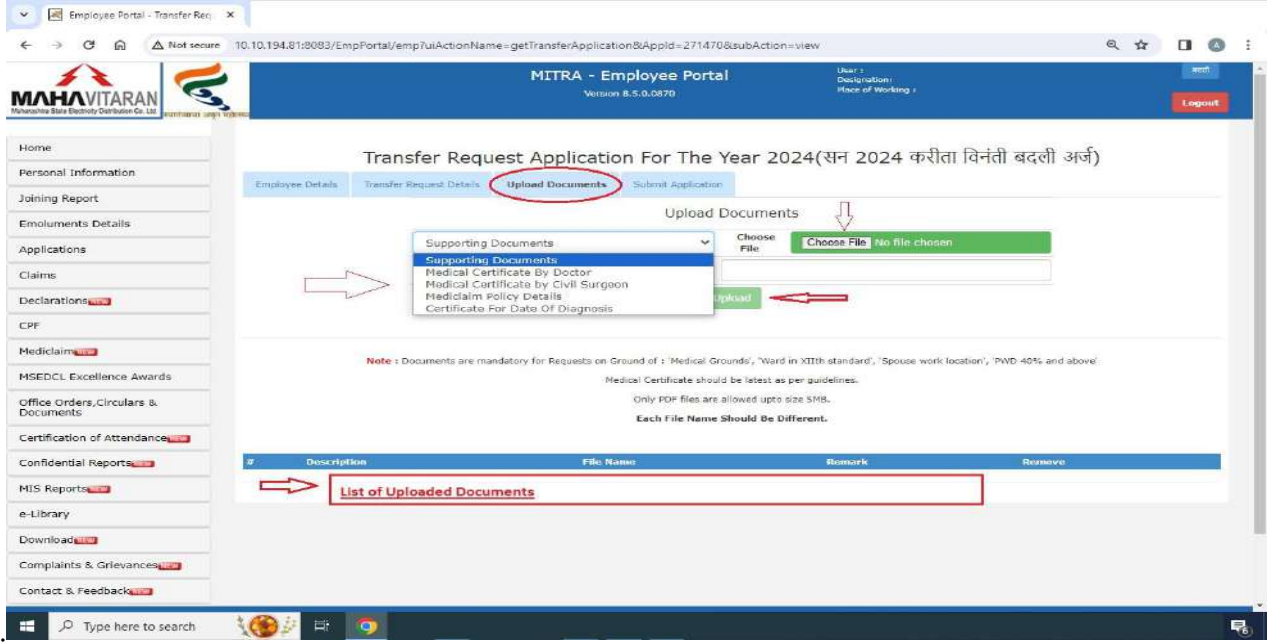 Employee Portal - Transfer Req
Not secure 10.10.194.81:8083/EmpPortal/emp?uiActionName=getTransferApplication&AppId=271470&subAction=view
MAHAVITARAN
Maharashtra State Electricity Distribution Co. Ltd
MITRA - Employee Portal
Version 8.5.0.0870
User :
Designation:
Place of Working :
मराठी
Logout
Home
Personal Information
Joining Report
Emoluments Details
Applications
Claims
Declarations NEW
CPF
Mediclaim NEW
MSEDCL Excellence Awards
Office Orders,Circulars &
Documents
Certification of Attendance NEW
Confidential Reports NEW
MIS Reports NEW
e-Library
Download NEW
Complaints & Grievances NEW
Contact & Feedback NEW
Transfer Request Application For The Year 2024(सन 2024 करीता विनंती बदली अर्ज)
Employee Details Transfer Request Details Upload Documents Submit Application
Upload Documents
Supporting Documents
Choose
File
Choose File No file chosen
Supporting Documents
Medical Certificate By Doctor
Medical Certificate by Civil Surgeon
Mediclaim Policy Details
Certificate For Date Of Diagnosis
Upload
Note : Documents are mandatory for Requests on Ground of : 'Medical Grounds', 'Ward in XIIth standard', 'Spouse work location', 'PWD 40% and above'
Medical Certificate should be latest as per guidelines.
Only PDF files are allowed upto size 5MB.
Each File Name Should Be Different.
# Description File Name Remark Remove
List of Uploaded Documents
Type here to search